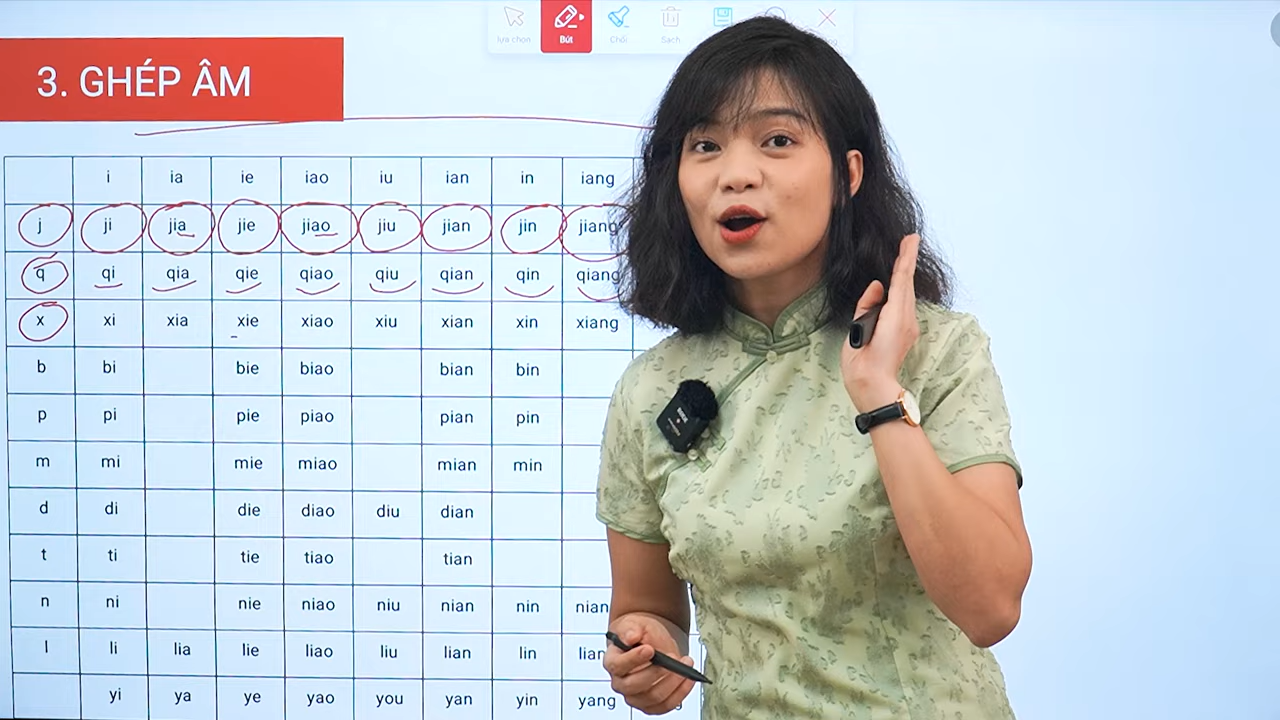 lựa chọn Bút Chổi Sạch
3. GHÉP ÂM
i ia ie iao iu ian in iang
j ji jia jie jiao jiu jian jin jiang
q qi qia qie qiao qiu qian qin qiang
x xi xia xie xiao xiu xian xin xiang
b bi bie biao bian bin
p pi pie piao pian pin
m mi mie miao mian min
d di die diao diu dian
t ti tie tiao tian
n ni nie niao niu nian nin
l li lia lie liao liu lian lin
yi ya ye yao you yan yin yang